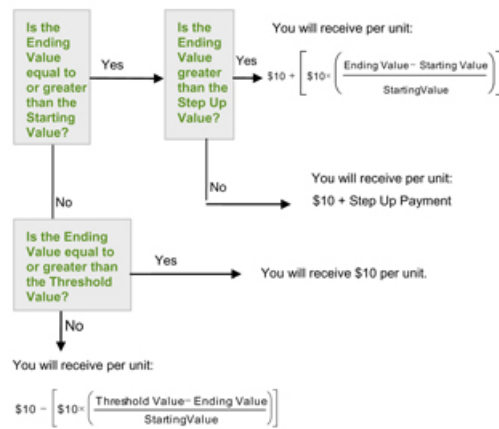 Is the
Ending
Value
equal to
or greater
than the
Starting
Value?
Yes
Is the
Ending
Value
greater
than the
Step Up
Value?
Yes
You will receive per unit:
$10 + [$10× (Ending Value − Starting Value
StartingValue)]
No
You will receive per unit:
$10 + Step Up Payment
No
Is the Ending
Value equal to
or greater than
the Threshold
Value?
Yes
You will receive $10 per unit.
No
You will receive per unit:
$10 − [$10× (Threshold Value− Ending Value
StartingValue)]